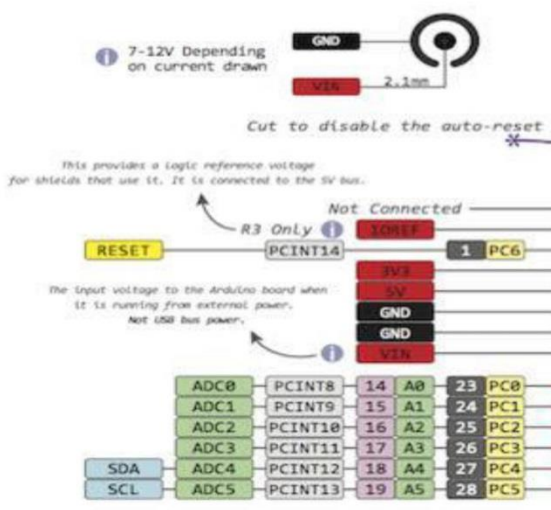 GND
7-12V Depending
on current drawn
VIN 2.1mm
Cut to disable the auto-reset
This provides a logic reference voltage
for shields that use it. It is connected to the 5V bus.
Not Connected
R3 Only IOREF
RESET PCINT14 1 PC6
3V3
The input voltage to the Arduino board when
5V
it is running from external power.
GND
Not USB bus power.
GND
VIN
ADC0 PCINT8 14 A0 23 PC0
ADC1 PCINT9 15 A1 24 PC1
ADC2 PCINT10 16 A2 25 PC2
ADC3 PCINT11 17 A3 26 PC3
SDA ADC4 PCINT12 18 A4 27 PC4
SCL ADC5 PCINT13 19 A5 28 PC5